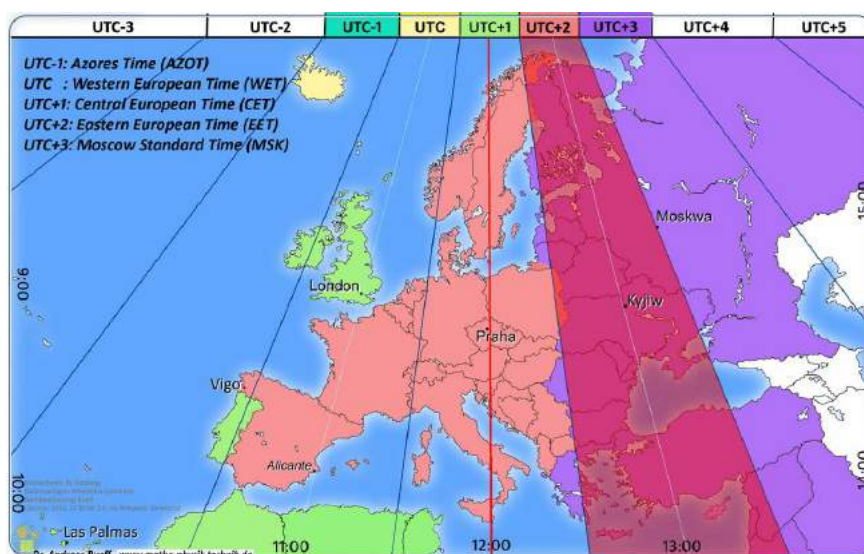 UTC-3 UTC-2 UTC-1 UTC UTC+1 UTC+2 UTC+3 UTC+4 UTC+5
UTC-1: Azores Time (AZOT)
UTC : Western European Time (WET)
UTC+1: Central European Time (CET)
UTC+2: Eastern European Time (EET)
UTC+3: Moscow Standard Time (MSK)
15:00
Moskwa
9:00
London
Kyjiw
Praha
Vigo
Alicante
14:00
10:00
Las Palmas
11:00 12:00 13:00